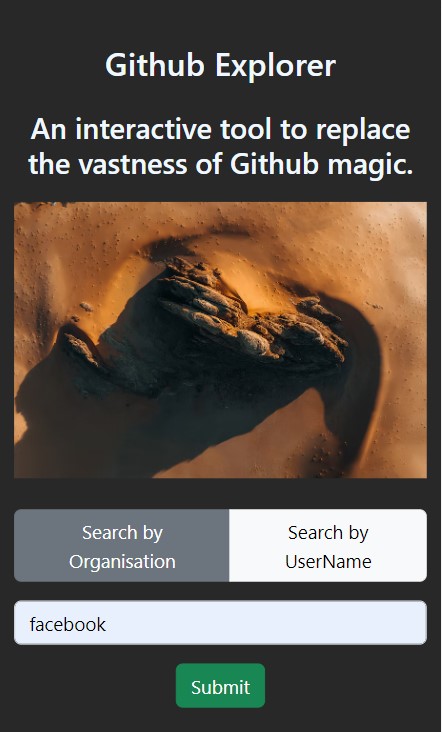 Github Explorer
An interactive tool to replace
the vastness of Github magic.
Search by
Organisation
Search by
UserName
facebook
Submit